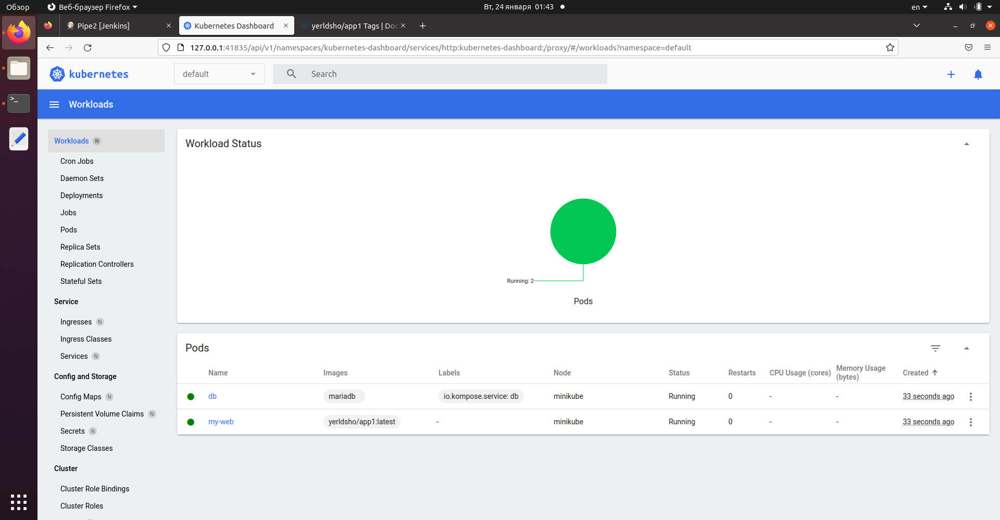 Обзор
Веб-браузер Firefox
Вт, 24 января 01:43
en
Pipe2 [Jenkins]
Kubernetes Dashboard
yerldsho/app1 Tags | Doc
127.0.0.1:41835/api/v1/namespaces/kubernetes-dashboard/services/http:kubernetes-dashboard:/proxy/#/workloads?namespace=default
kubernetes
default
Search
Workloads
Workloads N
Cron Jobs
Daemon Sets
Deployments
Jobs
Pods
Replica Sets
Replication Controllers
Stateful Sets
Service
Ingresses N
Ingress Classes
Services N
Config and Storage
Config Maps N
Persistent Volume Claims N
Secrets N
Storage Classes
Cluster
Cluster Role Bindings
Cluster Roles
Workload Status
Running: 2
Pods
Pods
Name Images Labels Node Status Restarts CPU Usage (cores) Memory Usage (bytes) Created
db mariadb io.kompose.service: db minikube Running 0 - - 33 seconds ago
my-web yerldsho/app1:latest - minikube Running 0 - - 33 seconds ago